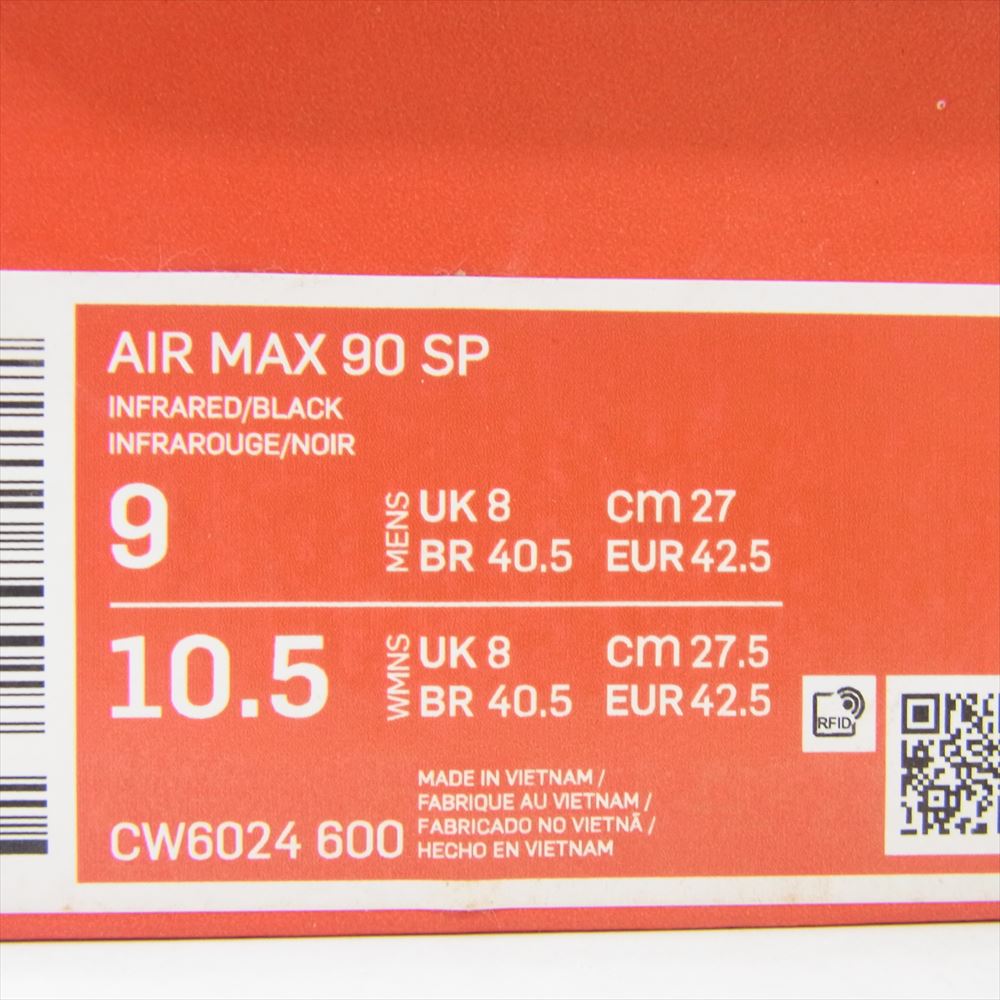 AIR MAX 90 SP
INFRARED/BLACK
INFRAROUGE/NOIR
9 MENS UK 8 cm 27
BR 40.5 EUR 42.5
10.5 WMNS UK 8 cm 27.5
BR 40.5 EUR 42.5
RFID
CW6024 600
MADE IN VIETNAM /
FABRIQUE AU VIETNAM /
FABRICADO NO VIETNÃ /
HECHO EN VIETNAM